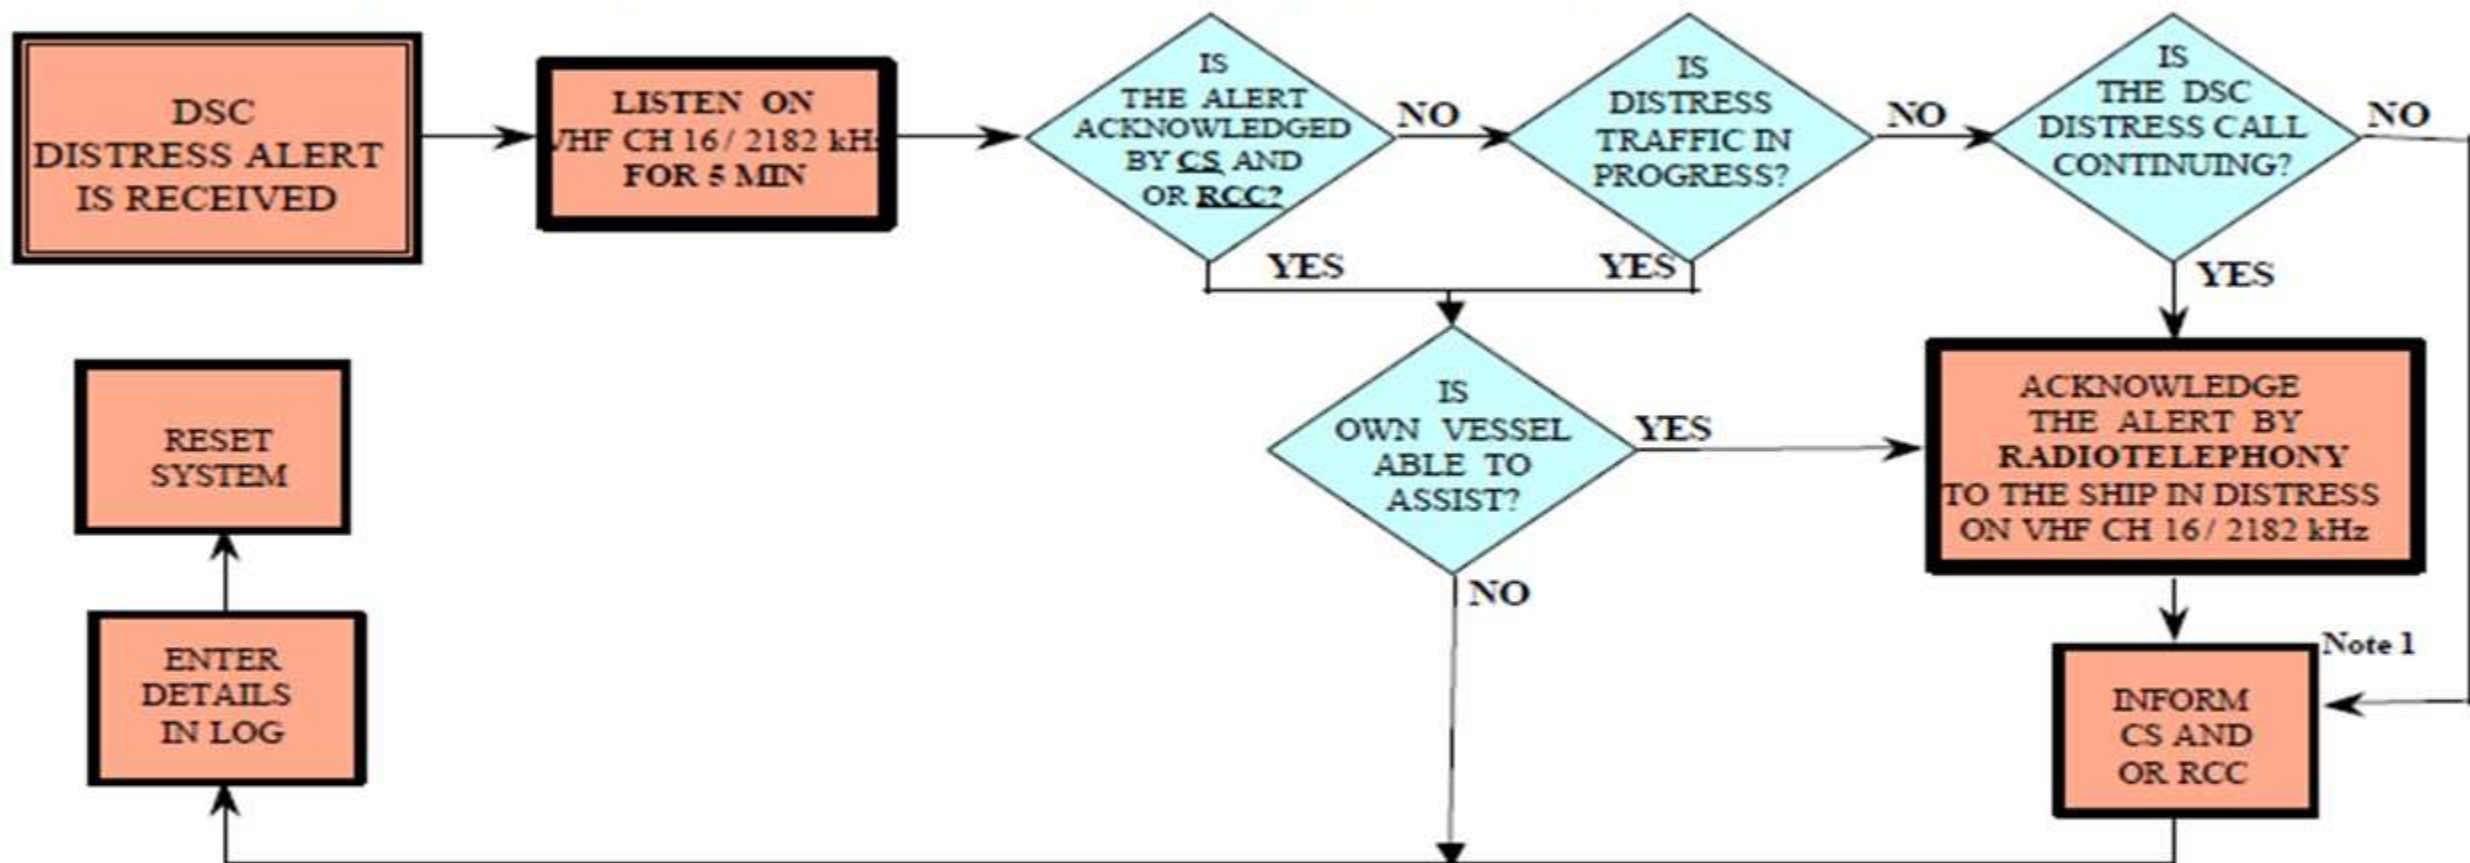 DSC
DISTRESS ALERT
IS RECEIVED
LISTEN ON
VHF CH 16 / 2182 kHz
FOR 5 MIN
IS
THE ALERT
ACKNOWLEDGED
BY CS AND
OR RCC?
NO
YES
IS
DISTRESS
TRAFFIC IN
PROGRESS?
NO
YES
IS
THE DSC
DISTRESS CALL
CONTINUING?
NO
YES
IS
OWN VESSEL
ABLE TO
ASSIST?
YES
NO
ACKNOWLEDGE
THE ALERT BY
RADIOTELEPHONY
TO THE SHIP IN DISTRESS
ON VHF CH 16 / 2182 kHz
Note 1
INFORM
CS AND
OR RCC
ENTER
DETAILS
IN LOG
RESET
SYSTEM